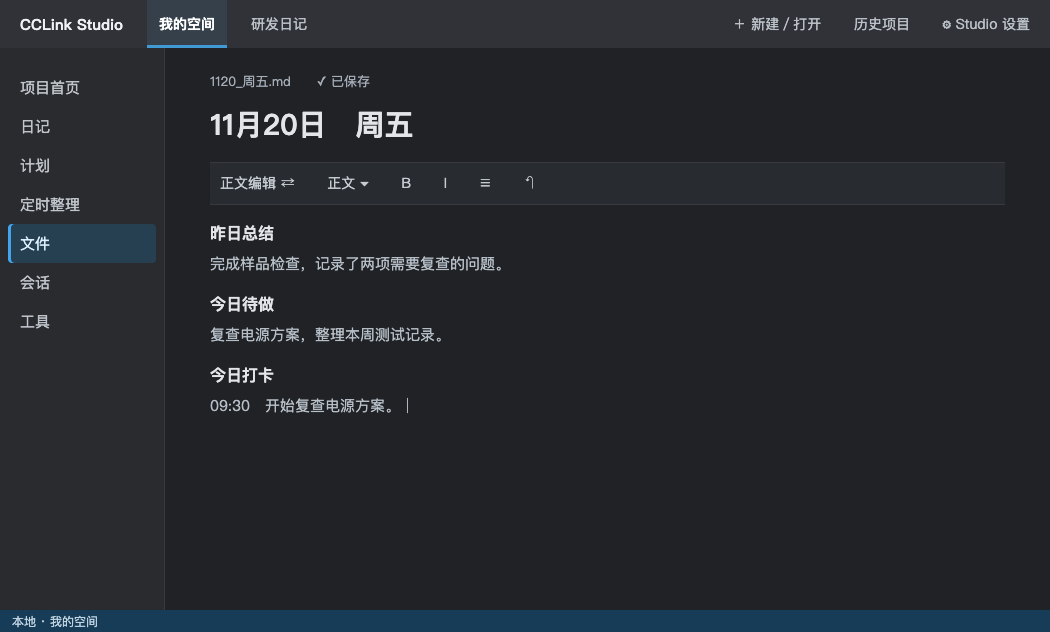 CCLink Studio 我的空间 研发日记 + 新建 / 打开 历史项目 ⚙ Studio 设置
项目首页
日记
计划
定时整理
文件
会话
工具
1120_周五.md ✓ 已保存
11月20日 周五
正文编辑 ⇄ 正文 B I ≡ ↰
昨日总结
完成样品检查，记录了两项需要复查的问题。
今日待做
复查电源方案，整理本周测试记录。
今日打卡
09:30 开始复查电源方案。
本地 · 我的空间